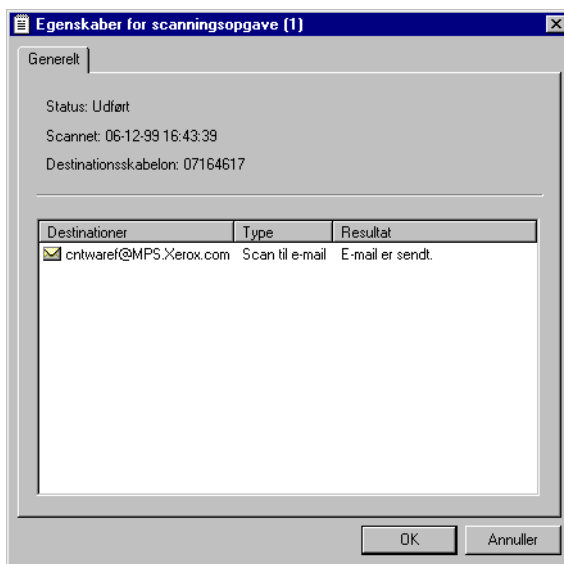 Egenskaber for scanningsopgave (1)
Generelt
Status: Udført
Scannet: 06-12-99 16:43:39
Destinationsskabelon: 07164617
Destinationer Type Resultat
cntwaref@MPS.Xerox.com Scan til e-mail E-mail er sendt.
OK Annuller